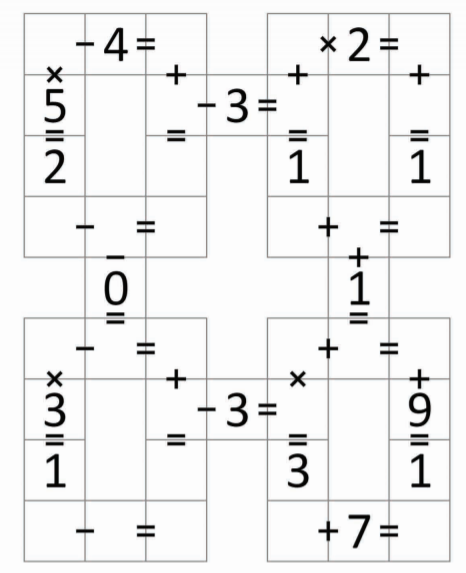 − 4 = × 2 =
× + + +
5 − 3 =
= = = =
2 1 1
− = + =
− +
0 1
= =
− = + =
× + × +
3 − 3 = 9
= = = =
1 3 1
− = + 7 =